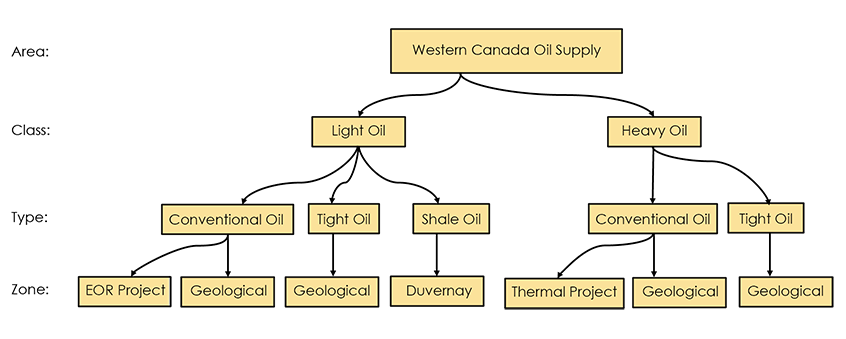 Area:
Western Canada Oil Supply
Class:
Light Oil
Heavy Oil
Type:
Conventional Oil
Tight Oil
Shale Oil
Conventional Oil
Tight Oil
Zone:
EOR Project
Geological
Geological
Duvernay
Thermal Project
Geological
Geological